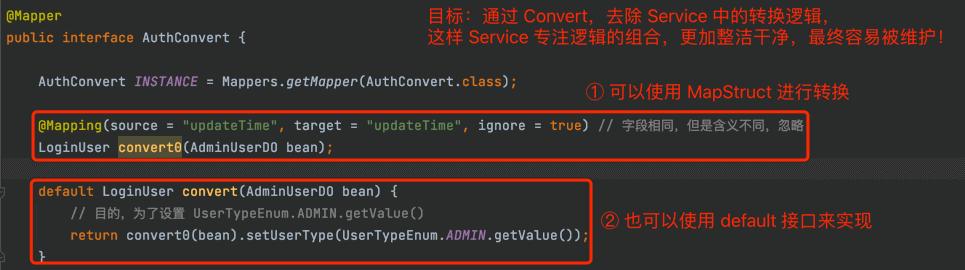 @Mapper
public interface AuthConvert {
目标：通过 Convert，去除 Service 中的转换逻辑，
这样 Service 专注逻辑的组合，更加整洁干净，最终容易被维护！
AuthConvert INSTANCE = Mappers.getMapper(AuthConvert.class);
① 可以使用 MapStruct 进行转换
@Mapping(source = "updateTime", target = "updateTime", ignore = true) // 字段相同，但是含义不同，忽略
LoginUser convert0(AdminUserDO bean);
default LoginUser convert(AdminUserDO bean) {
// 目的，为了设置 UserTypeEnum.ADMIN.getValue()
return convert0(bean).setUserType(UserTypeEnum.ADMIN.getValue());
② 也可以使用 default 接口来实现
}